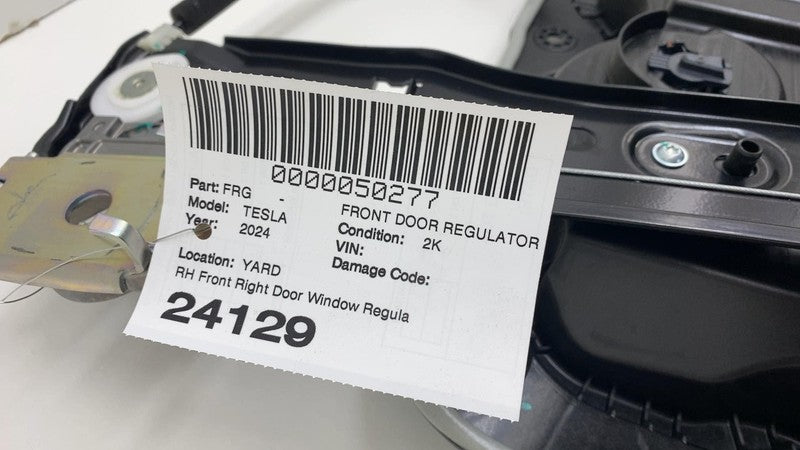 0000050277
Part: FRG - FRONT DOOR REGULATOR
Model: TESLA Condition: 2K
Year: 2024 VIN:
Damage Code:
Location: YARD
RH Front Right Door Window Regula
24129